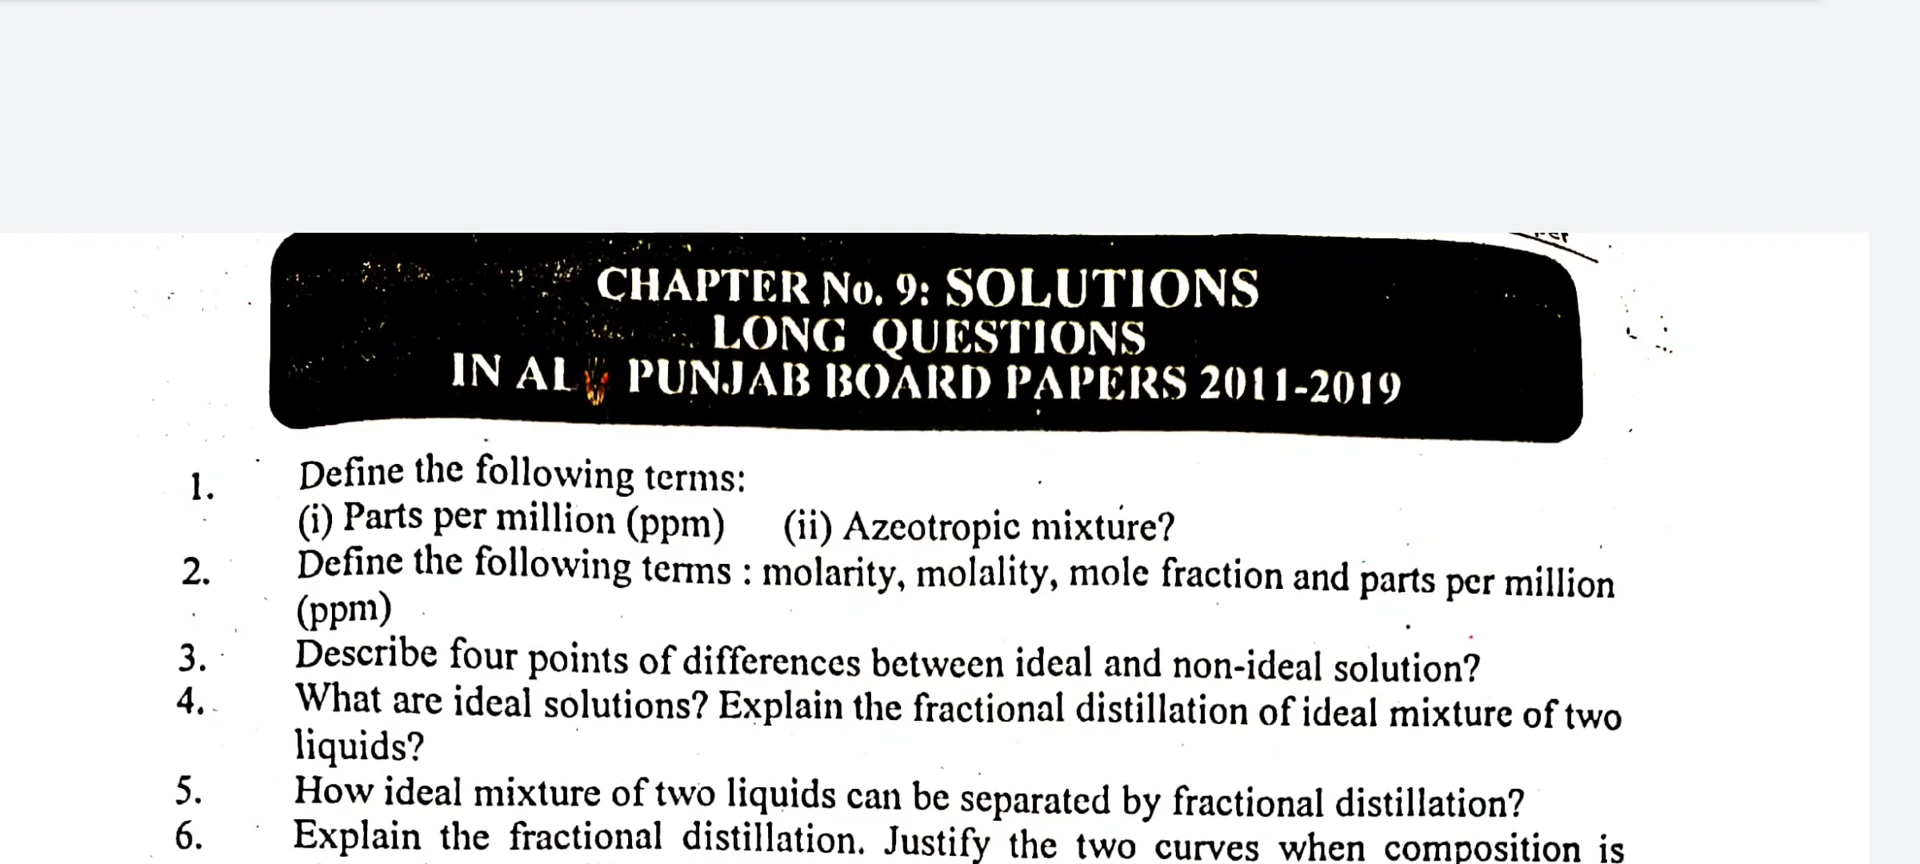 CHAPTER No. 9: SOLUTIONS
LONG QUESTIONS
IN AL PUNJAB BOARD PAPERS 2011-2019
1. Define the following terms:
(i) Parts per million (ppm) (ii) Azeotropic mixture?
2. Define the following terms : molarity, molality, mole fraction and parts per million
(ppm)
3. Describe four points of differences between ideal and non-ideal solution?
4. What are ideal solutions? Explain the fractional distillation of ideal mixture of two
liquids?
5. How ideal mixture of two liquids can be separated by fractional distillation?
6. Explain the fractional distillation. Justify the two curves when composition is